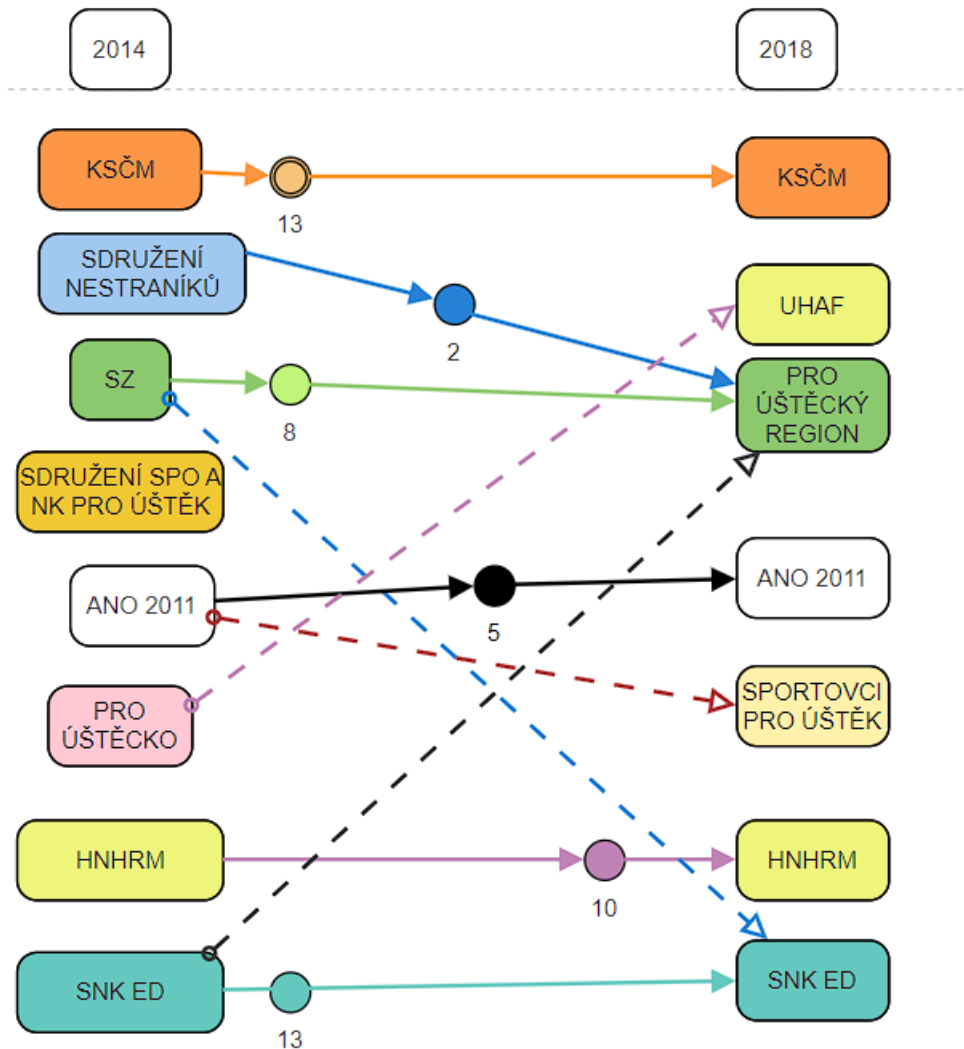 2014
2018
KSČM
KSČM
13
SDRUŽENÍ
NESTRANÍKŮ
UHAF
2
SZ
PRO
ÚŠTĚCKÝ
REGION
8
SDRUŽENÍ SPO A
NK PRO ÚŠTĚK
ANO 2011
ANO 2011
5
PRO
ÚŠTĚCKO
SPORTOVCI
PRO ÚŠTĚK
HNHRM
HNHRM
10
SNK ED
SNK ED
13